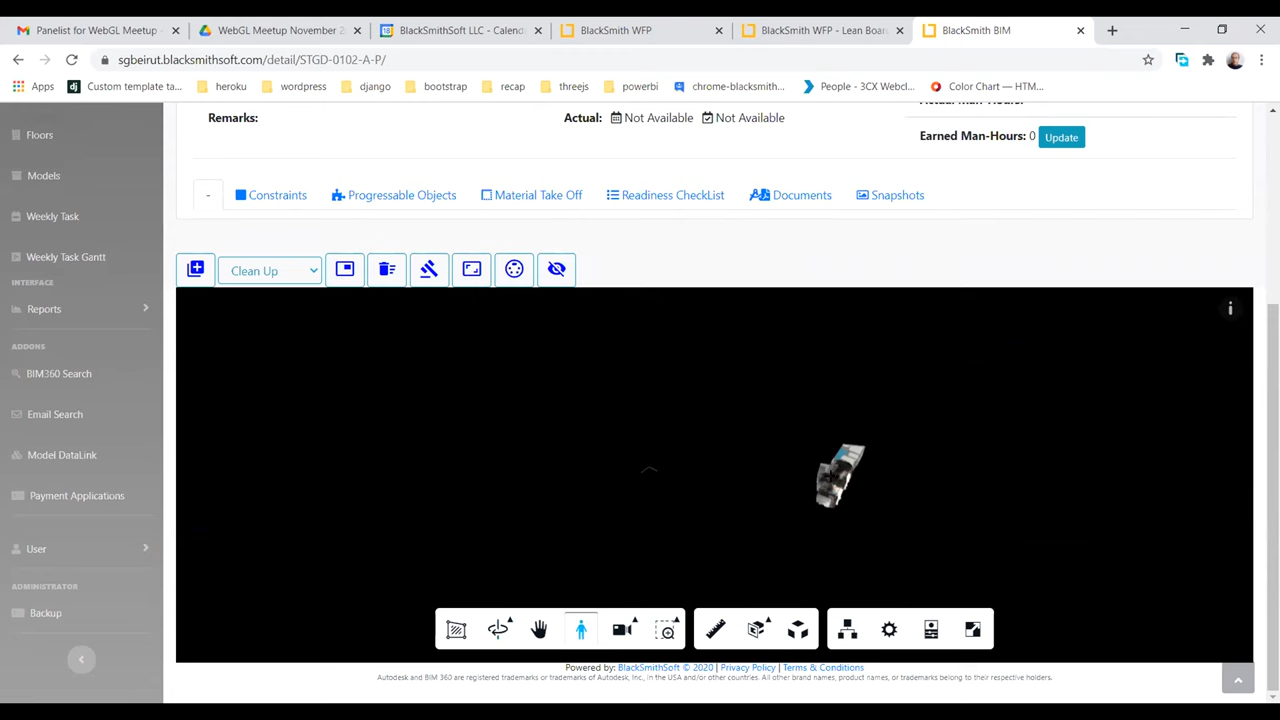 Panelist for WebGL Meetup -
WebGL Meetup November 2
BlackSmithSoft LLC - Calend
BlackSmith WFP
BlackSmith WFP - Lean Boar
BlackSmith BIM
sgbeirut.blacksmithsoft.com/detail/STGD-0102-A-P/
Apps
Custom template ta...
heroku
wordpress
django
bootstrap
recap
threejs
powerbi
chrome-blacksmith...
People - 3CX Webcl...
Color Chart — HTM...
Floors
Models
Weekly Task
Weekly Task Gantt
INTERFACE
Reports
ADDONS
BIM360 Search
Email Search
Model DataLink
Payment Applications
User
ADMINISTRATOR
Backup
Remarks:
Actual: Not Available Not Available
Actual Man-Hours:
Earned Man-Hours: 0 Update
- Constraints Progressable Objects Material Take Off Readiness CheckList Documents Snapshots
Clean Up
Powered by: BlackSmithSoft © 2020 | Privacy Policy | Terms & Conditions
Autodesk and BIM 360 are registered trademarks or trademarks of Autodesk, Inc., in the USA and/or other countries. All other brand names, product names, or trademarks belong to their respective holders.